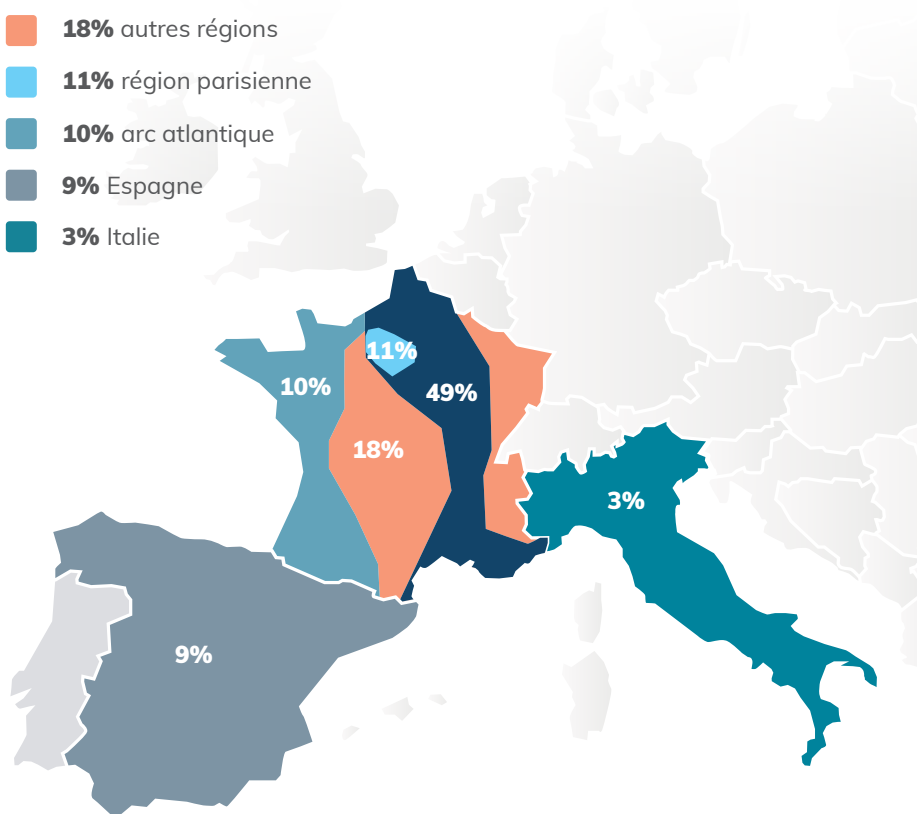 18% autres régions
11% région parisienne
10% arc atlantique
9% Espagne
3% Italie
11%
10%
49%
18%
3%
9%